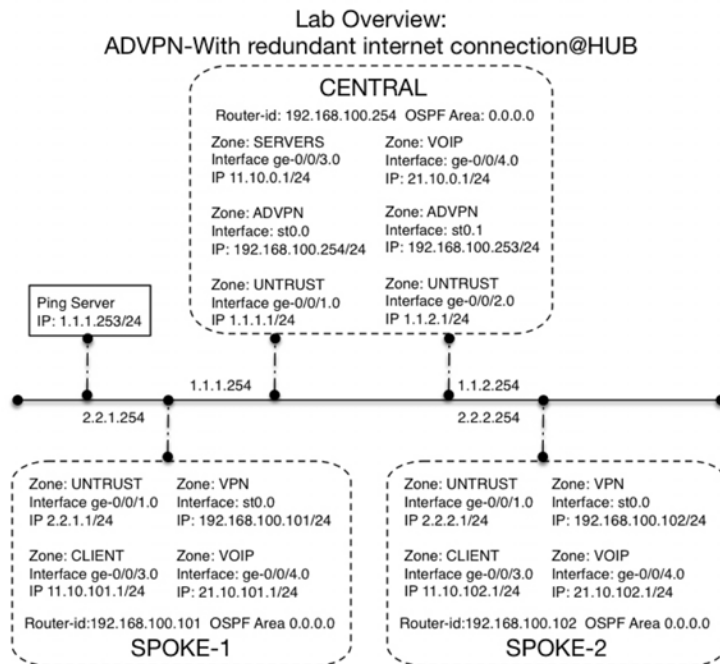 Lab Overview:
ADVPN-With redundant internet connection@HUB
CENTRAL
Router-id: 192.168.100.254 OSPF Area: 0.0.0.0
Zone: SERVERS
Interface ge-0/0/3.0
IP 11.10.0.1/24
Zone: VOIP
Interface: ge-0/0/4.0
IP: 21.10.0.1/24
Zone: ADVPN
Interface: st0.0
IP: 192.168.100.254/24
Zone: ADVPN
Interface: st0.1
IP: 192.168.100.253/24
Zone: UNTRUST
Interface ge-0/0/1.0
IP 1.1.1.1/24
Zone: UNTRUST
Interface ge-0/0/2.0
IP 1.1.2.1/24
Ping Server
IP: 1.1.1.253/24
1.1.1.254
1.1.2.254
2.2.1.254
2.2.2.254
Zone: UNTRUST
Interface ge-0/0/1.0
IP 2.2.1.1/24
Zone: VPN
Interface: st0.0
IP: 192.168.100.101/24
Zone: CLIENT
Interface ge-0/0/3.0
IP 11.10.101.1/24
Zone: VOIP
Interface: ge-0/0/4.0
IP: 21.10.101.1/24
Router-id:192.168.100.101 OSPF Area 0.0.0.0
SPOKE-1
Zone: UNTRUST
Interface ge-0/0/1.0
IP 2.2.2.1/24
Zone: VPN
Interface: st0.0
IP: 192.168.100.102/24
Zone: CLIENT
Interface ge-0/0/3.0
IP 11.10.102.1/24
Zone: VOIP
Interface: ge-0/0/4.0
IP: 21.10.102.1/24
Router-id:192.168.100.102 OSPF Area 0.0.0.0
SPOKE-2